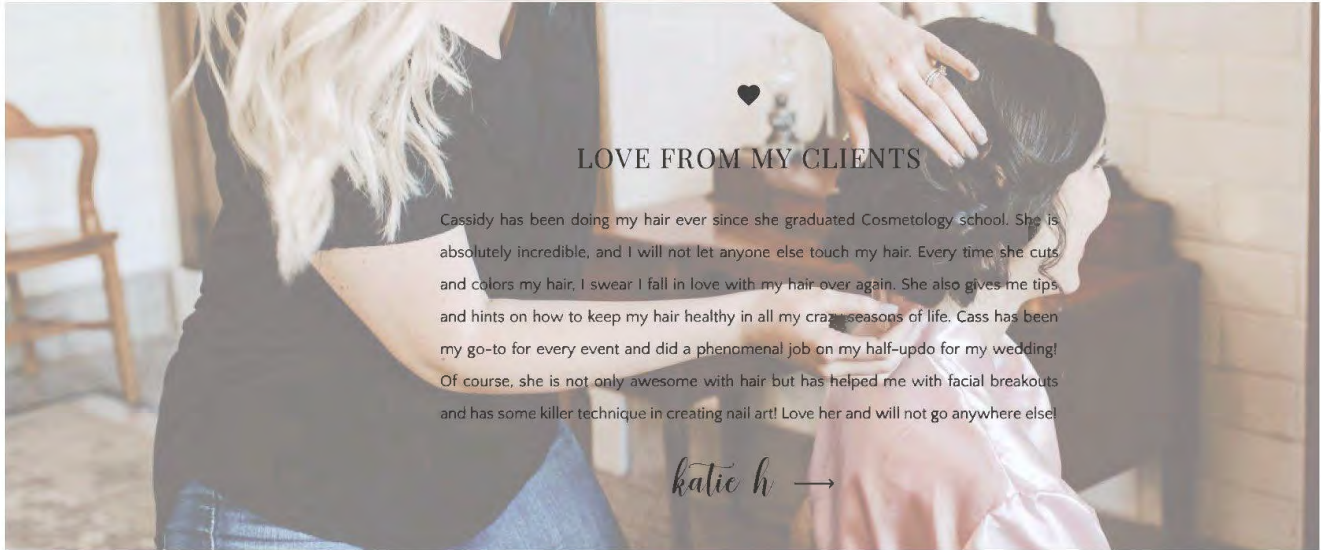 LOVE FROM MY CLIENTS
Cassidy has been doing my hair ever since she graduated Cosmetology school. She is
absolutely incredible, and I will not let anyone else touch my hair. Every time she cuts
and colors my hair, I swear I fall in love with my hair over again. She also gives me tips
and hints on how to keep my hair healthy in all my crazy seasons of life. Cass has been
my go-to for every event and did a phenomenal job on my half-updo for my wedding!
Of course, she is not only awesome with hair but has helped me with facial breakouts
and has some killer technique in creating nail art! Love her and will not go anywhere else!
katie h